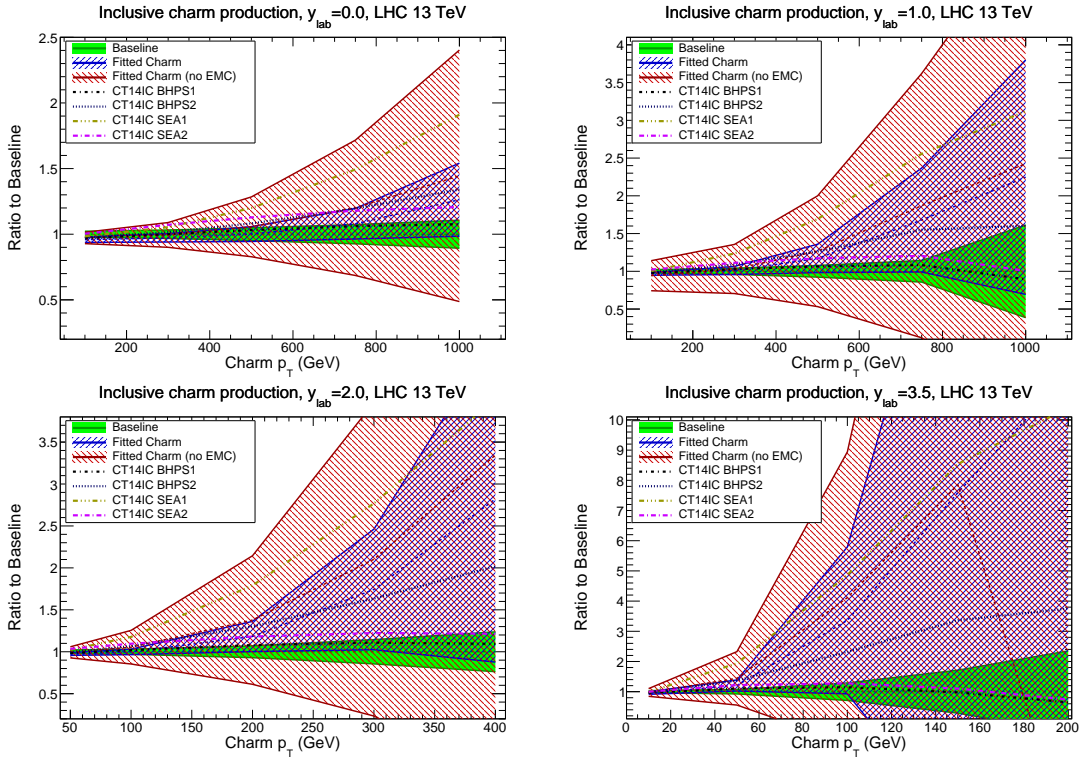 Inclusive charm production, y_lab=0.0, LHC 13 TeV
Ratio to Baseline
2.5
2
1.5
1
0.5
Baseline
Fitted Charm
Fitted Charm (no EMC)
CT14IC BHPS1
CT14IC BHPS2
CT14IC SEA1
CT14IC SEA2
200 400 600 800 1000
Charm p_T (GeV)
Inclusive charm production, y_lab=1.0, LHC 13 TeV
Ratio to Baseline
4
3.5
3
2.5
2
1.5
1
0.5
Baseline
Fitted Charm
Fitted Charm (no EMC)
CT14IC BHPS1
CT14IC BHPS2
CT14IC SEA1
CT14IC SEA2
200 400 600 800 1000
Charm p_T (GeV)
Inclusive charm production, y_lab=2.0, LHC 13 TeV
Ratio to Baseline
3.5
3
2.5
2
1.5
1
0.5
Baseline
Fitted Charm
Fitted Charm (no EMC)
CT14IC BHPS1
CT14IC BHPS2
CT14IC SEA1
CT14IC SEA2
50 100 150 200 250 300 350 400
Charm p_T (GeV)
Inclusive charm production, y_lab=3.5, LHC 13 TeV
Ratio to Baseline
10
9
8
7
6
5
4
3
2
1
Baseline
Fitted Charm
Fitted Charm (no EMC)
CT14IC BHPS1
CT14IC BHPS2
CT14IC SEA1
CT14IC SEA2
0 20 40 60 80 100 120 140 160 180 200
Charm p_T (GeV)